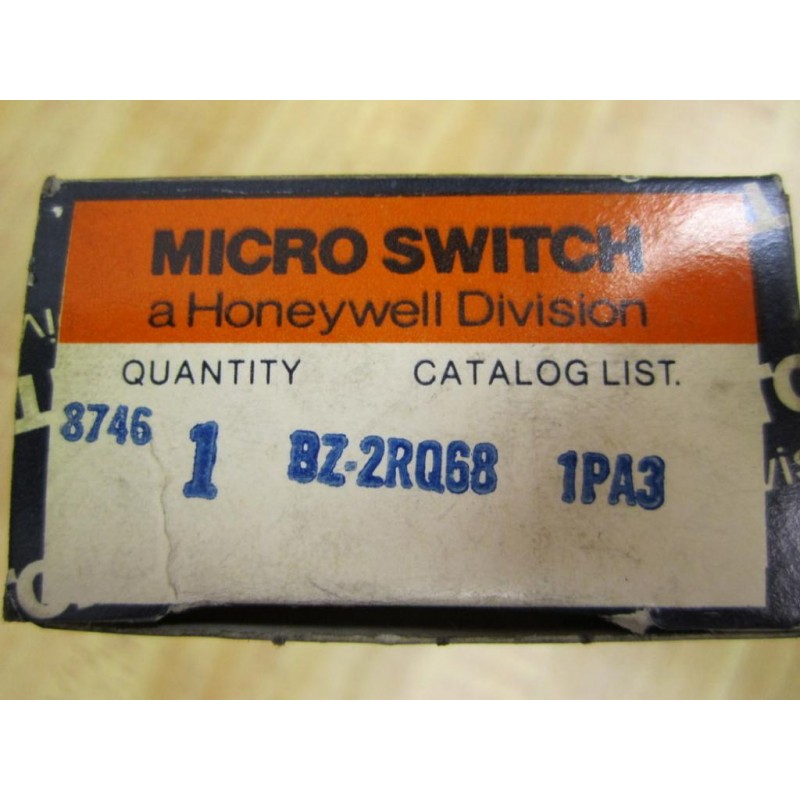 MICRO SWITCH
a Honeywell Division
QUANTITY CATALOG LIST.
8746 1 BZ-2RQ68 1PA3